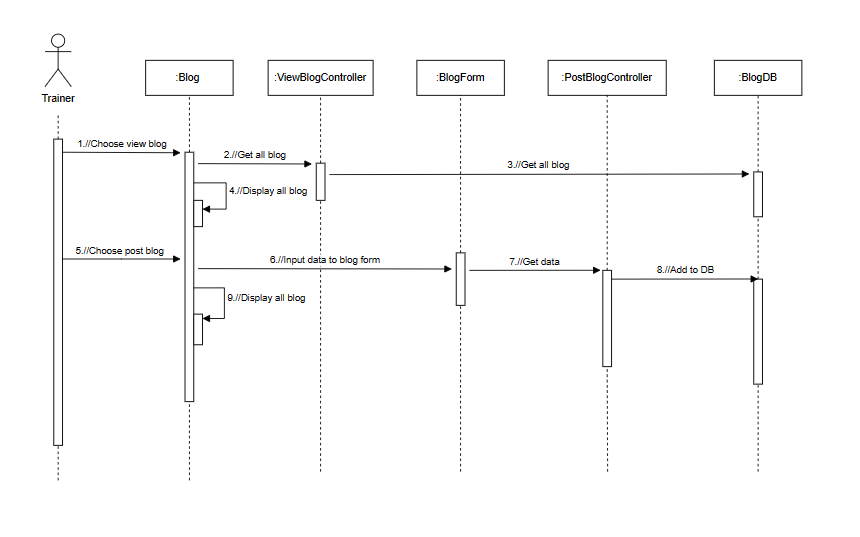 Trainer
:Blog
:ViewBlogController
:BlogForm
:PostBlogController
:BlogDB
1.//Choose view blog
2.//Get all blog
3.//Get all blog
4.//Display all blog
5.//Choose post blog
6.//Input data to blog form
7.//Get data
8.//Add to DB
9.//Display all blog